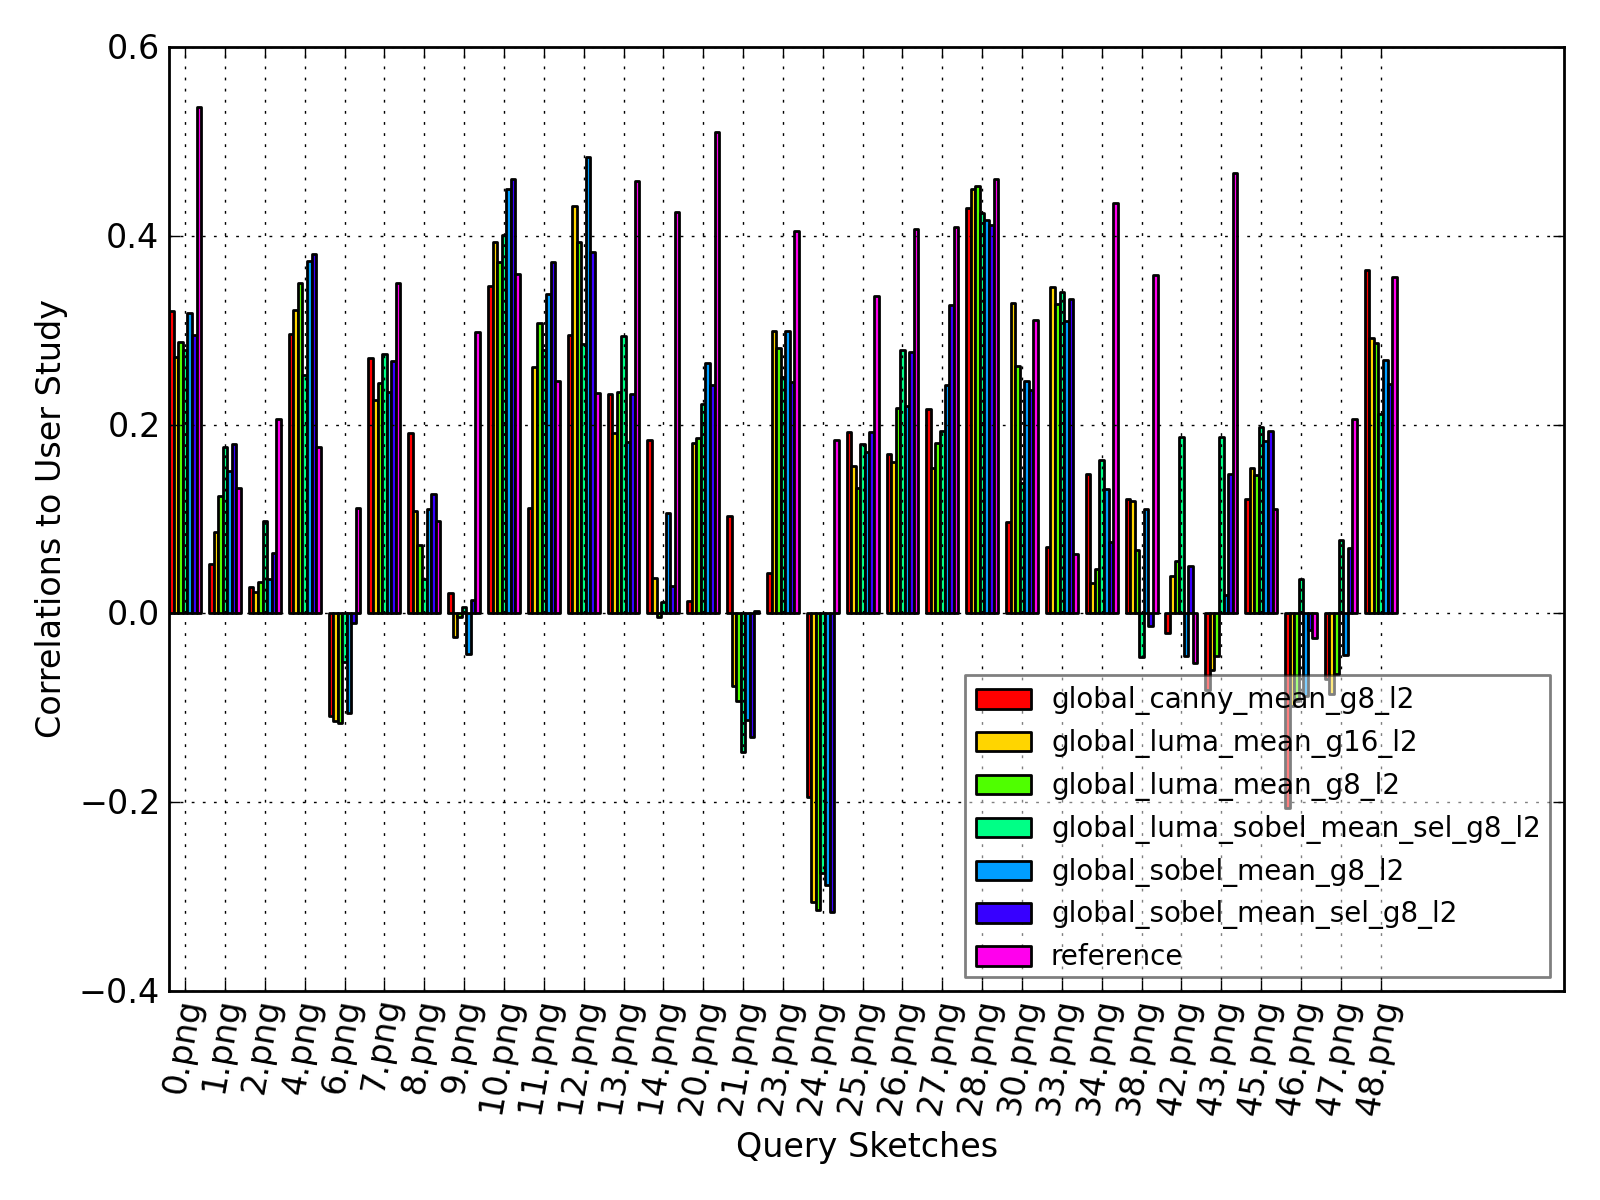 0.6
0.4
0.2
0.0
−0.2
−0.4
Correlations to User Study
global_canny_mean_g8_l2
global_luma_mean_g16_l2
global_luma_mean_g8_l2
global_luma_sobel_mean_sel_g8_l2
global_sobel_mean_g8_l2
global_sobel_mean_sel_g8_l2
reference
0.png
1.png
2.png
4.png
6.png
7.png
8.png
9.png
10.png
11.png
12.png
13.png
14.png
20.png
21.png
23.png
24.png
25.png
26.png
27.png
28.png
30.png
33.png
34.png
38.png
42.png
43.png
45.png
46.png
47.png
48.png
Query Sketches